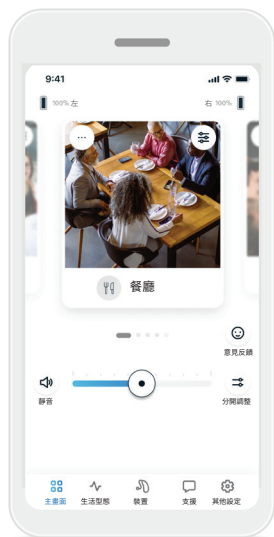 9:41
100% 左
右 100%
餐廳
意見反饋
靜音
分開調整
主畫面 生活型態 裝置 支援 其他設定